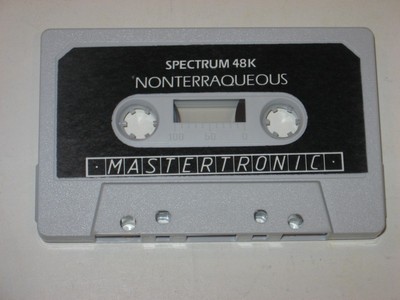 SPECTRUM 48K
NONTERRAQUEOUS
· MASTERTRONIC ·